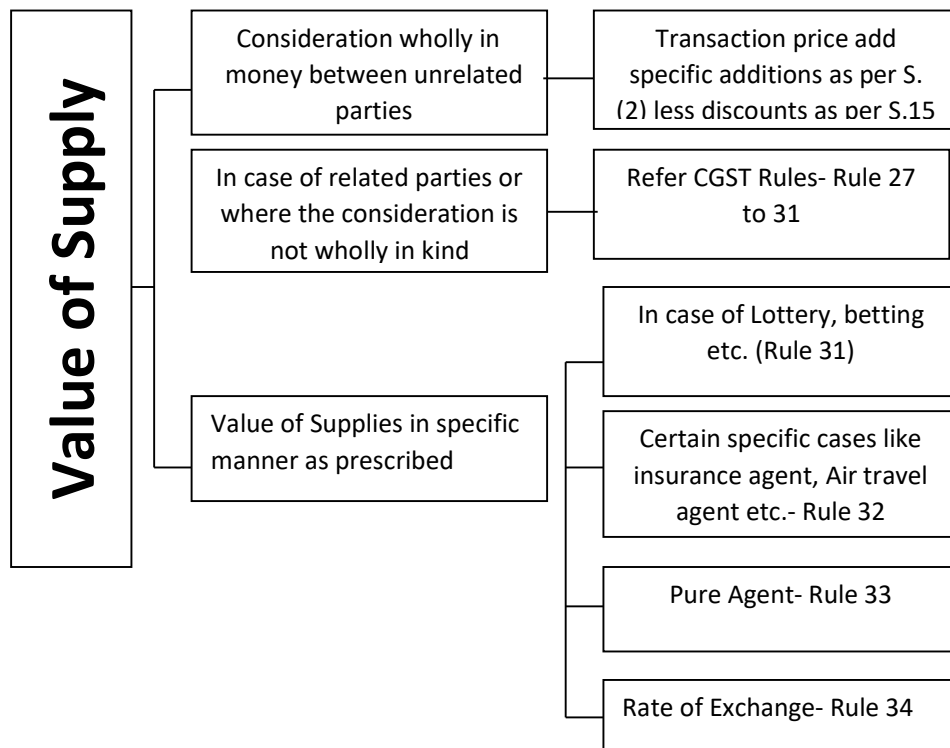 Value of Supply
Consideration wholly in
money between unrelated
parties
Transaction price add
specific additions as per S.
(2) less discounts as per S.15
In case of related parties or
where the consideration is
not wholly in kind
Refer CGST Rules- Rule 27
to 31
Value of Supplies in specific
manner as prescribed
In case of Lottery, betting
etc. (Rule 31)
Certain specific cases like
insurance agent, Air travel
agent etc.- Rule 32
Pure Agent- Rule 33
Rate of Exchange- Rule 34